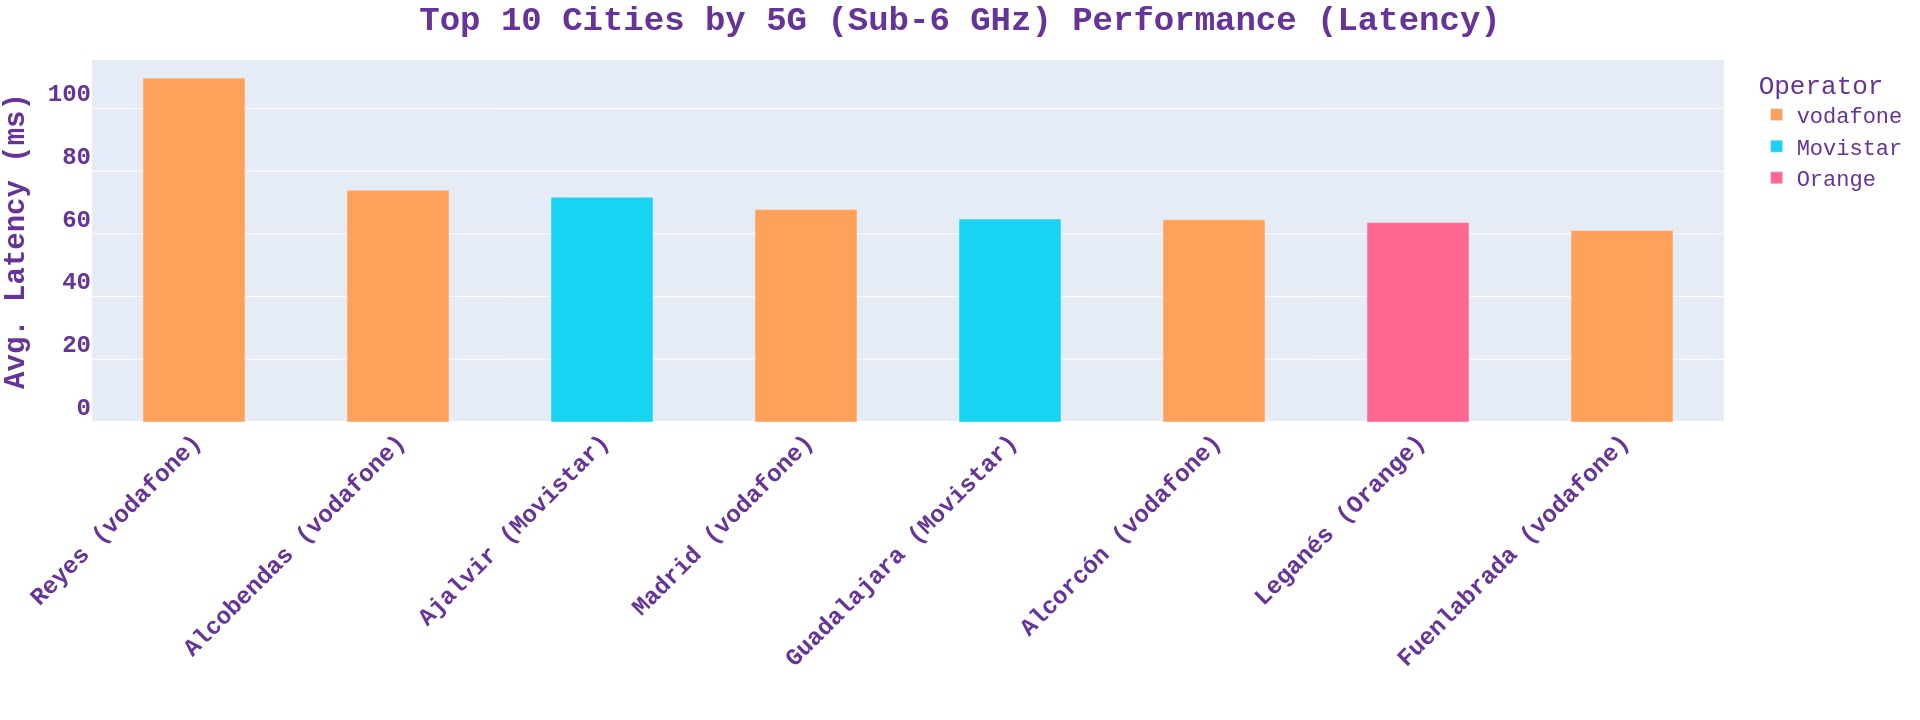 Top 10 Cities by 5G (Sub-6 GHz) Performance (Latency)
Avg. Latency (ms)
100
80
60
40
20
0
Reyes (vodafone)
Alcobendas (vodafone)
Ajalvir (Movistar)
Madrid (vodafone)
Guadalajara (Movistar)
Alcorcón (vodafone)
Leganés (Orange)
Fuenlabrada (vodafone)
Operator
vodafone
Movistar
Orange